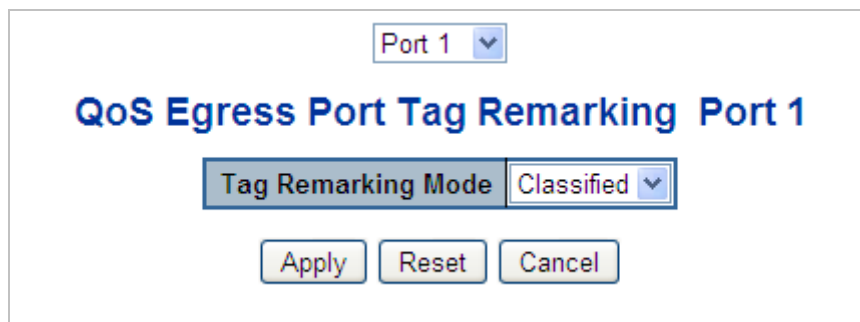 Port 1
QoS Egress Port Tag Remarking Port 1
Tag Remarking Mode Classified
Apply Reset Cancel